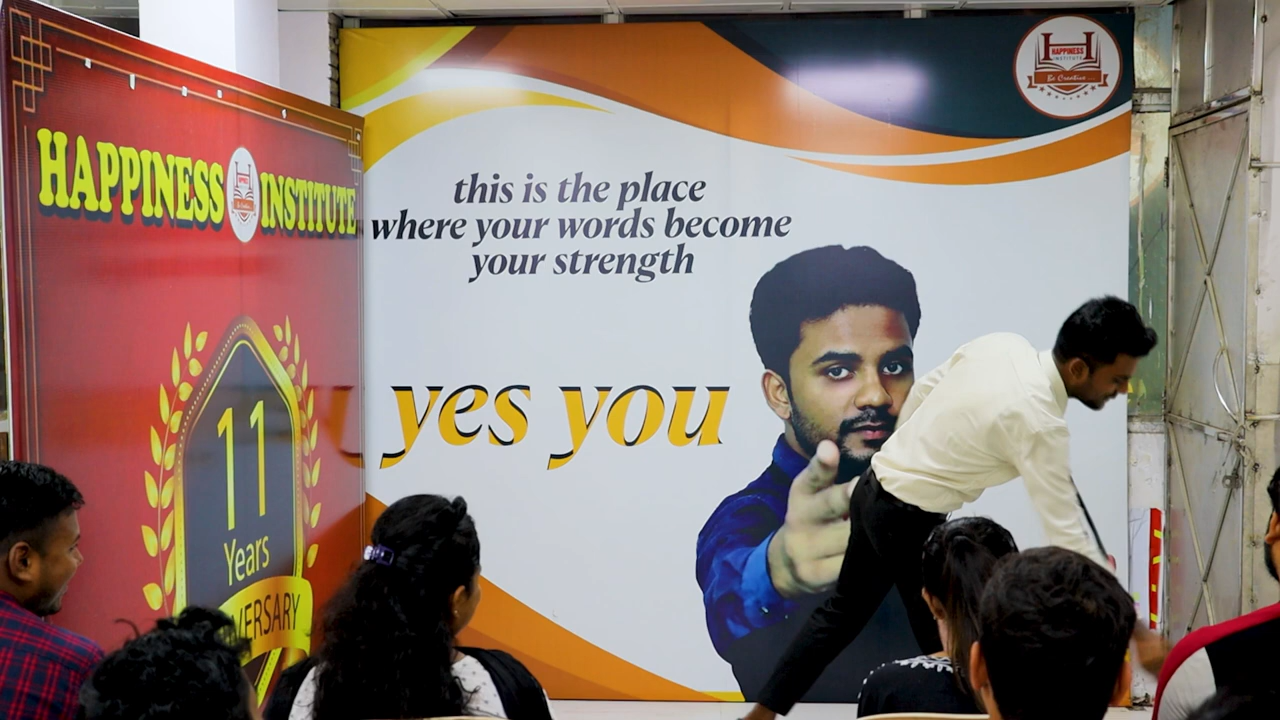 HAPPINESS INSTITUTE
11
Years
VERSARY
this is the place
where your words become
your strength
yes you
HAPPINESS
INSTITUTE
Be Creative ...